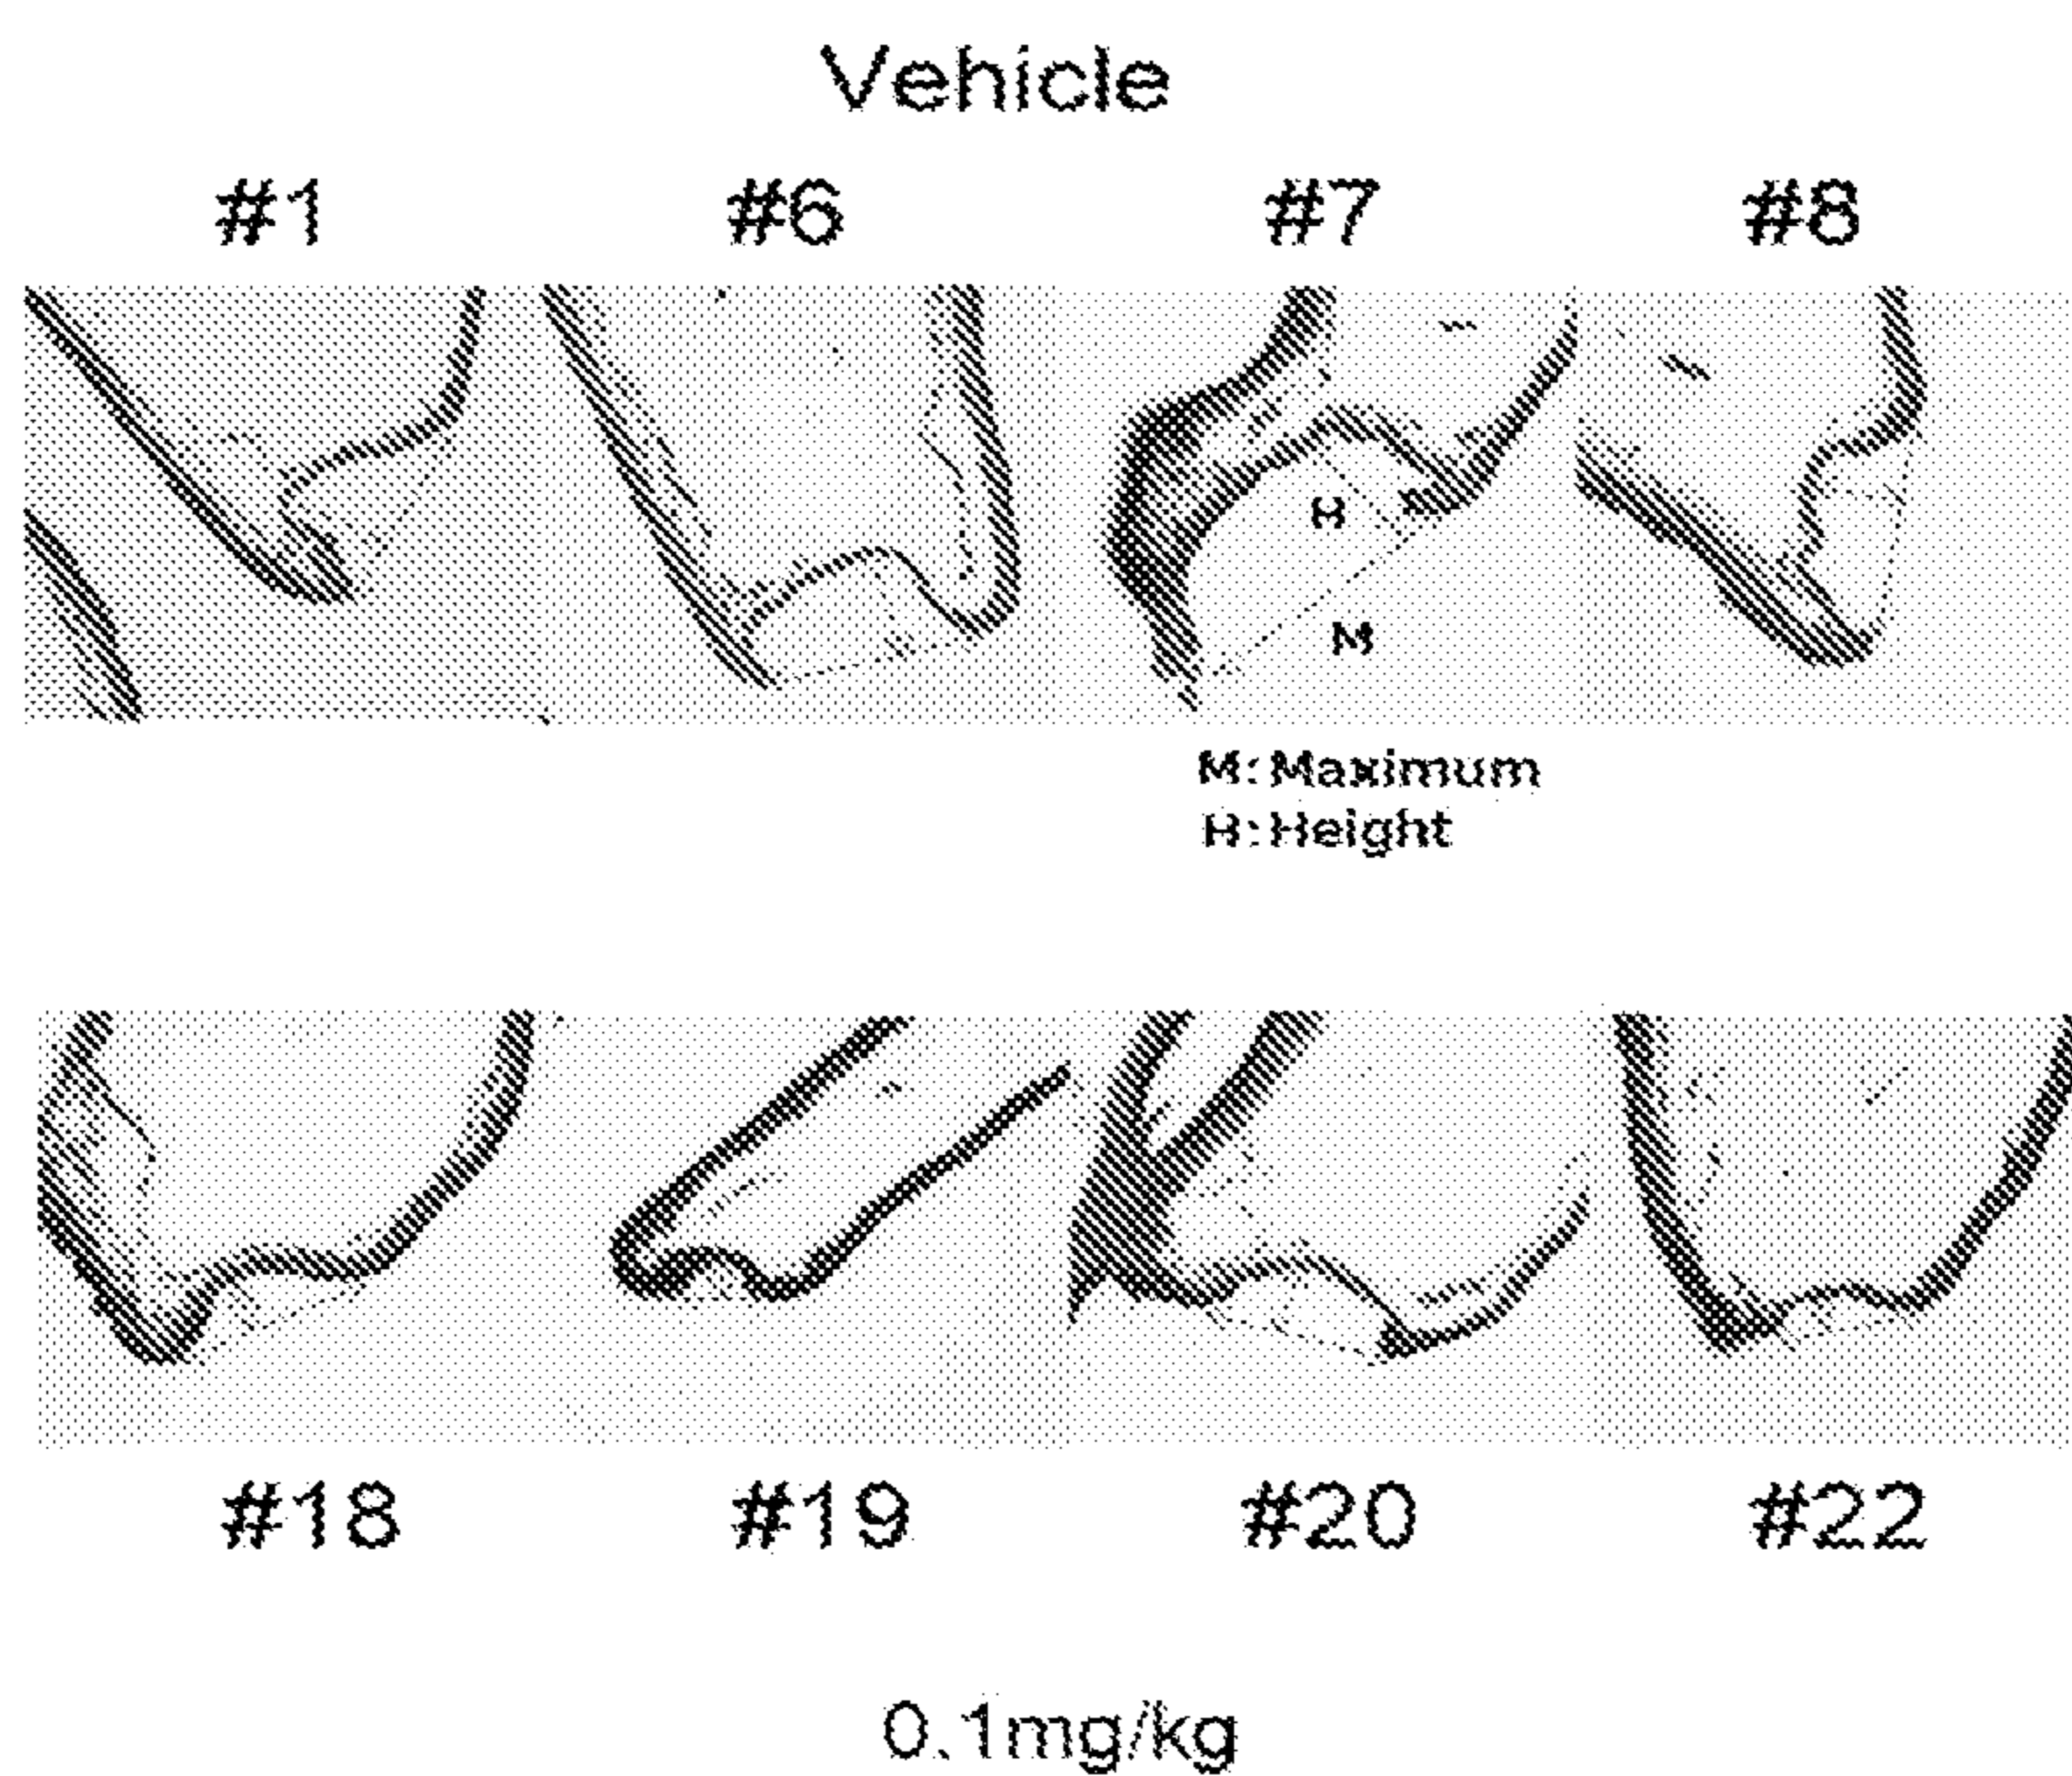 Vehicle
#1 #6 #7 #8
H
M
M:Maximum
H:Height
#18 #19 #20 #22
0.1mg/kg